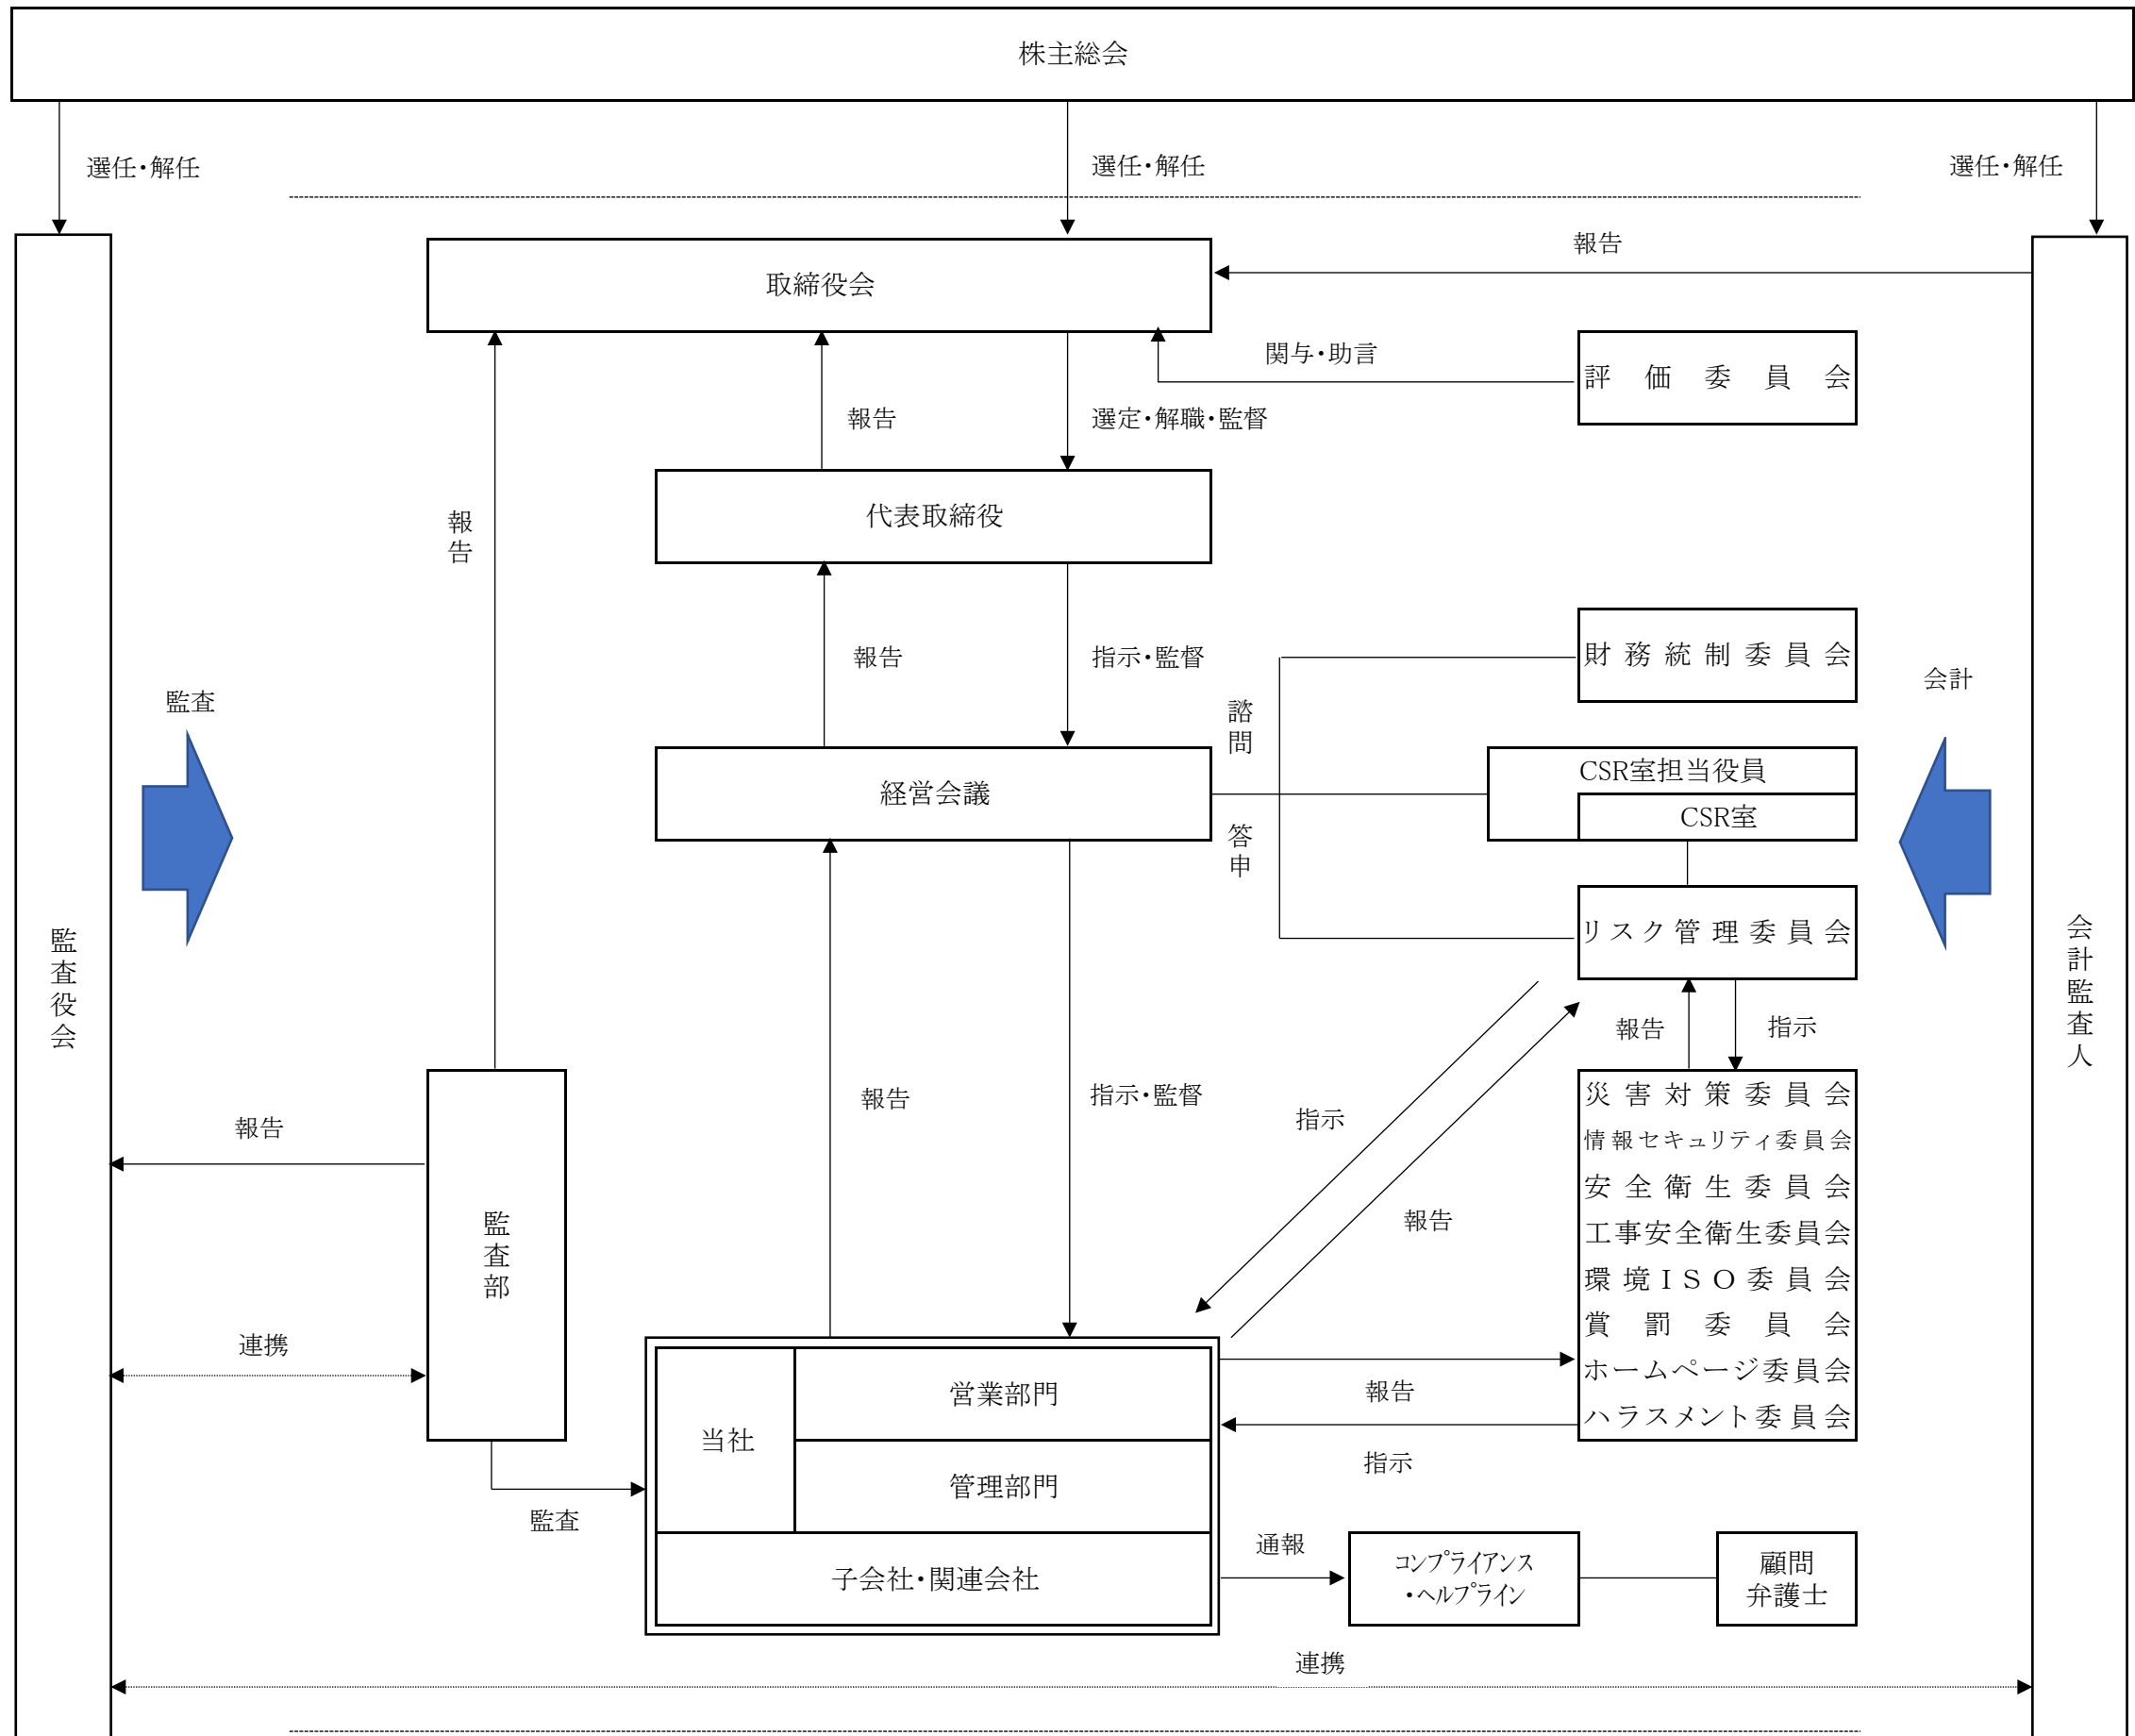 株主総会
選任・解任
選任・解任
選任・解任
報告
取締役会
関与・助言
評価委員会
報告
選定・解職・監督
代表取締役
報告
報告
指示・監督
財務統制委員会
会計
監査
諮問
CSR室担当役員
経営会議
CSR室
答申
リスク管理委員会
監査役会
会計監査人
報告
指示
報告
指示・監督
指示
災害対策委員会
情報セキュリティ委員会
安全衛生委員会
工事安全衛生委員会
環境ISO委員会
賞罰委員会
ホームページ委員会
ハラスメント委員会
報告
報告
監査部
連携
営業部門
報告
当社
指示
管理部門
監査
通報
コンプライアンス
・ヘルプライン
顧問
弁護士
子会社・関連会社
連携